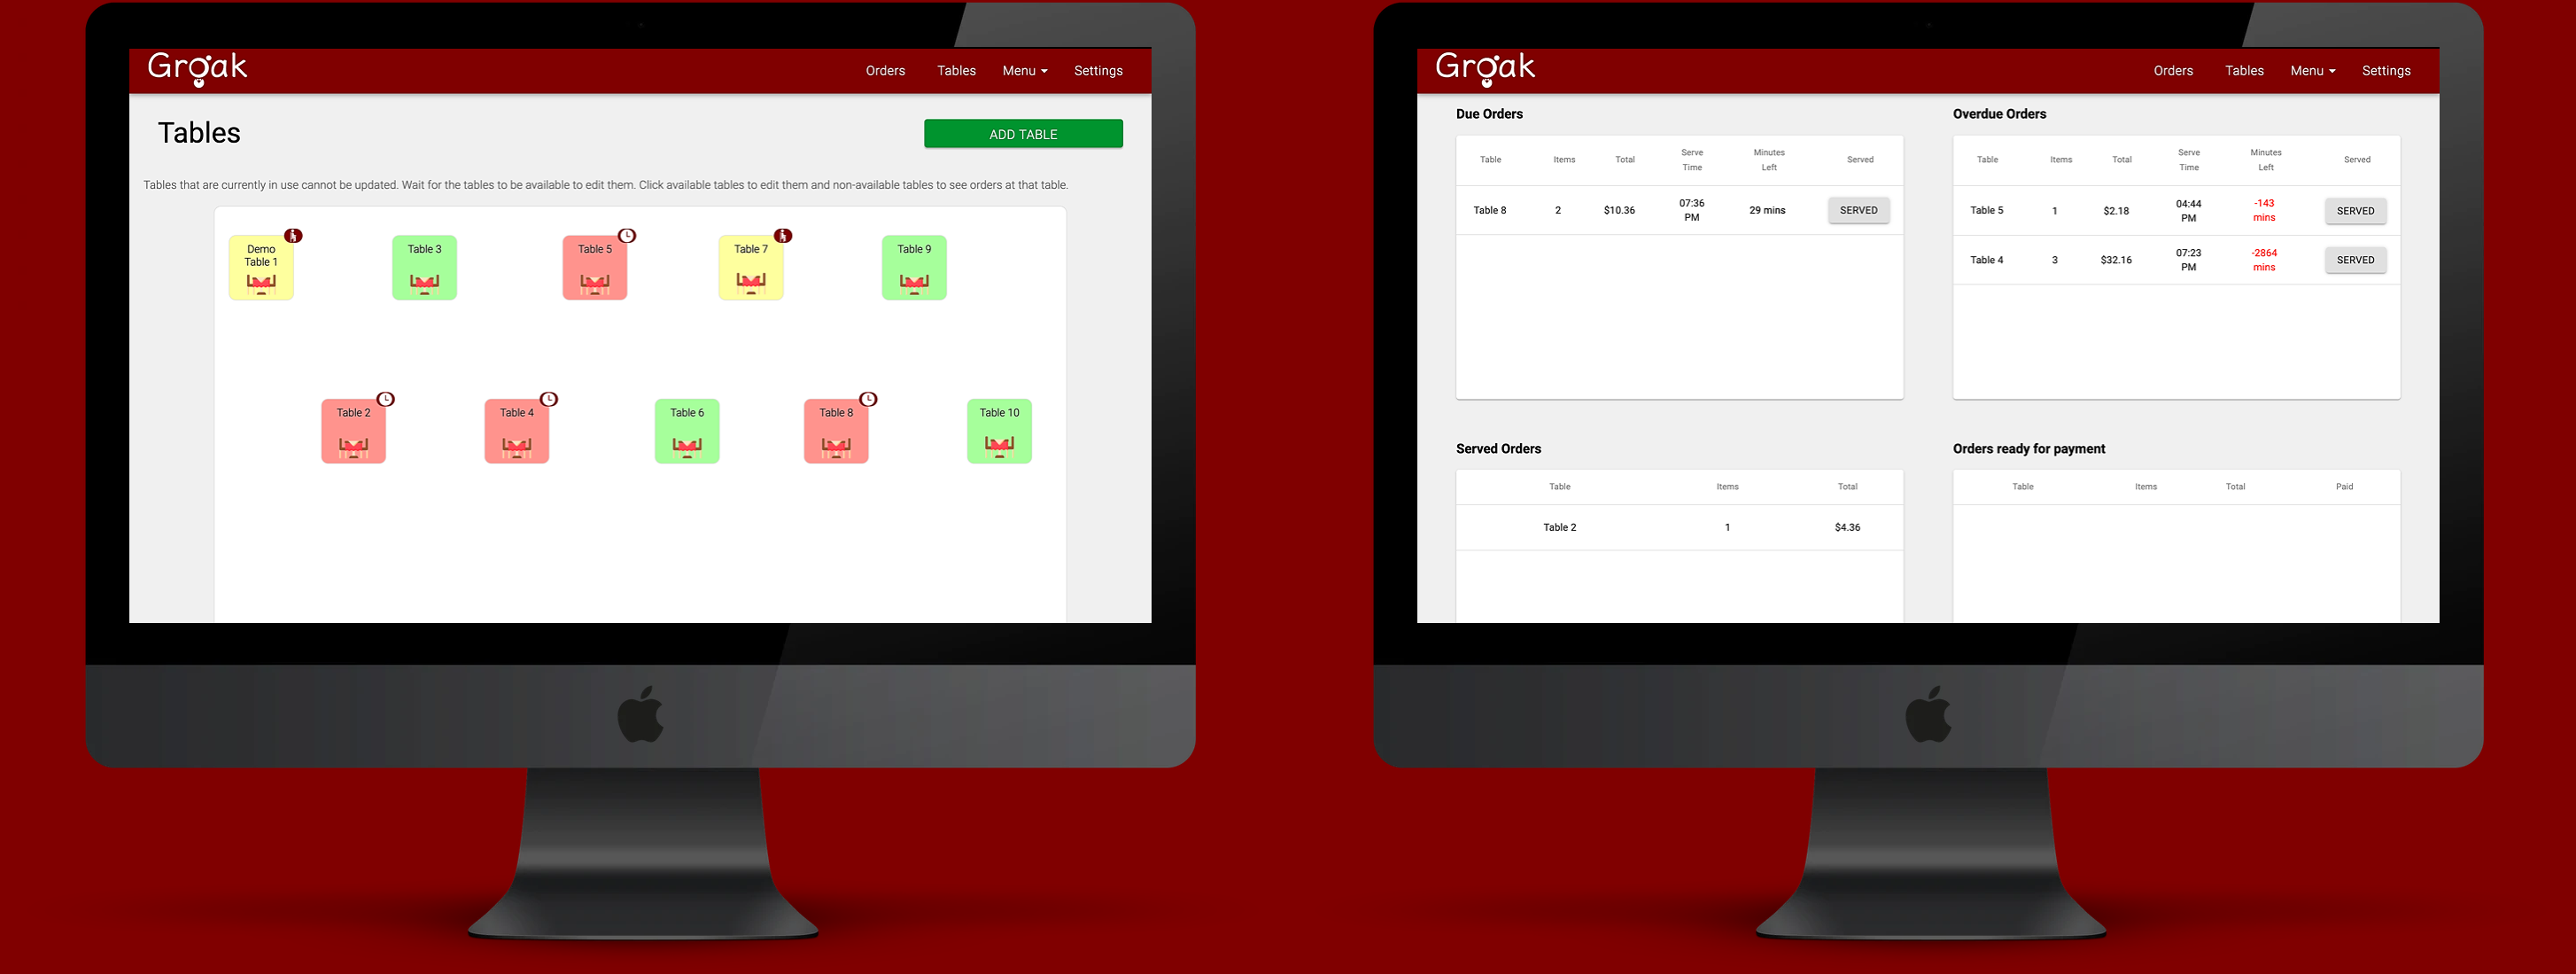 Groak
Orders Tables Menu Settings
Tables
ADD TABLE
Tables that are currently in use cannot be updated. Wait for the tables to be available to edit them. Click available tables to edit them and non-available tables to see orders at that table.
Demo
Table 1
Table 3
Table 5
Table 7
Table 9
Table 2
Table 4
Table 6
Table 8
Table 10
Groak
Orders Tables Menu Settings
Due Orders
Table Items Total Serve Time Minutes Left Served
Table 8 2 $10.36 07:36 PM 29 mins SERVED
Overdue Orders
Table Items Total Serve Time Minutes Left Served
Table 5 1 $2.18 04:44 PM -143 mins SERVED
Table 4 3 $32.16 07:23 PM -2864 mins SERVED
Served Orders
Table Items Total
Table 2 1 $4.36
Orders ready for payment
Table Items Total Paid